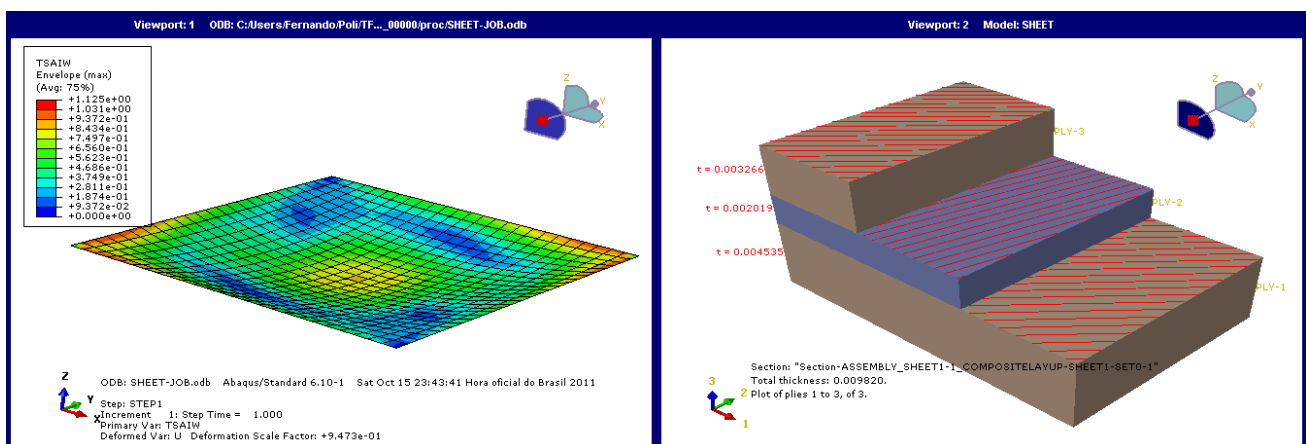 Viewport: 1 ODB: C:/Users/Fernando/Poli/TF..._00000/proc/SHEET-JOB.odb
TSAIW
Envelope (max)
(Avg: 75%)
+1.125e+00
+1.031e+00
+9.372e-01
+8.434e-01
+7.497e-01
+6.560e-01
+5.623e-01
+4.686e-01
+3.749e-01
+2.811e-01
+1.874e-01
+9.372e-02
+0.000e+00
Z
Y
X
Z
Y
X
ODB: SHEET-JOB.odb Abaqus/Standard 6.10-1 Sat Oct 15 23:43:41 Hora oficial do Brasil 2011
Step: STEP1
Increment 1: Step Time = 1.000
Primary Var: TSAIW
Deformed Var: U Deformation Scale Factor: +9.473e-01
Viewport: 2 Model: SHEET
Z
Y
X
PLY-3
t = 0.003266
t = 0.002019
PLY-2
t = 0.004535
PLY-1
Section: "Section-ASSEMBLY_SHEET1-1_COMPOSITELAYUP-SHEET1-SET0-1"
Total thickness: 0.009820.
Plot of plies 1 to 3, of 3.
3
2
1